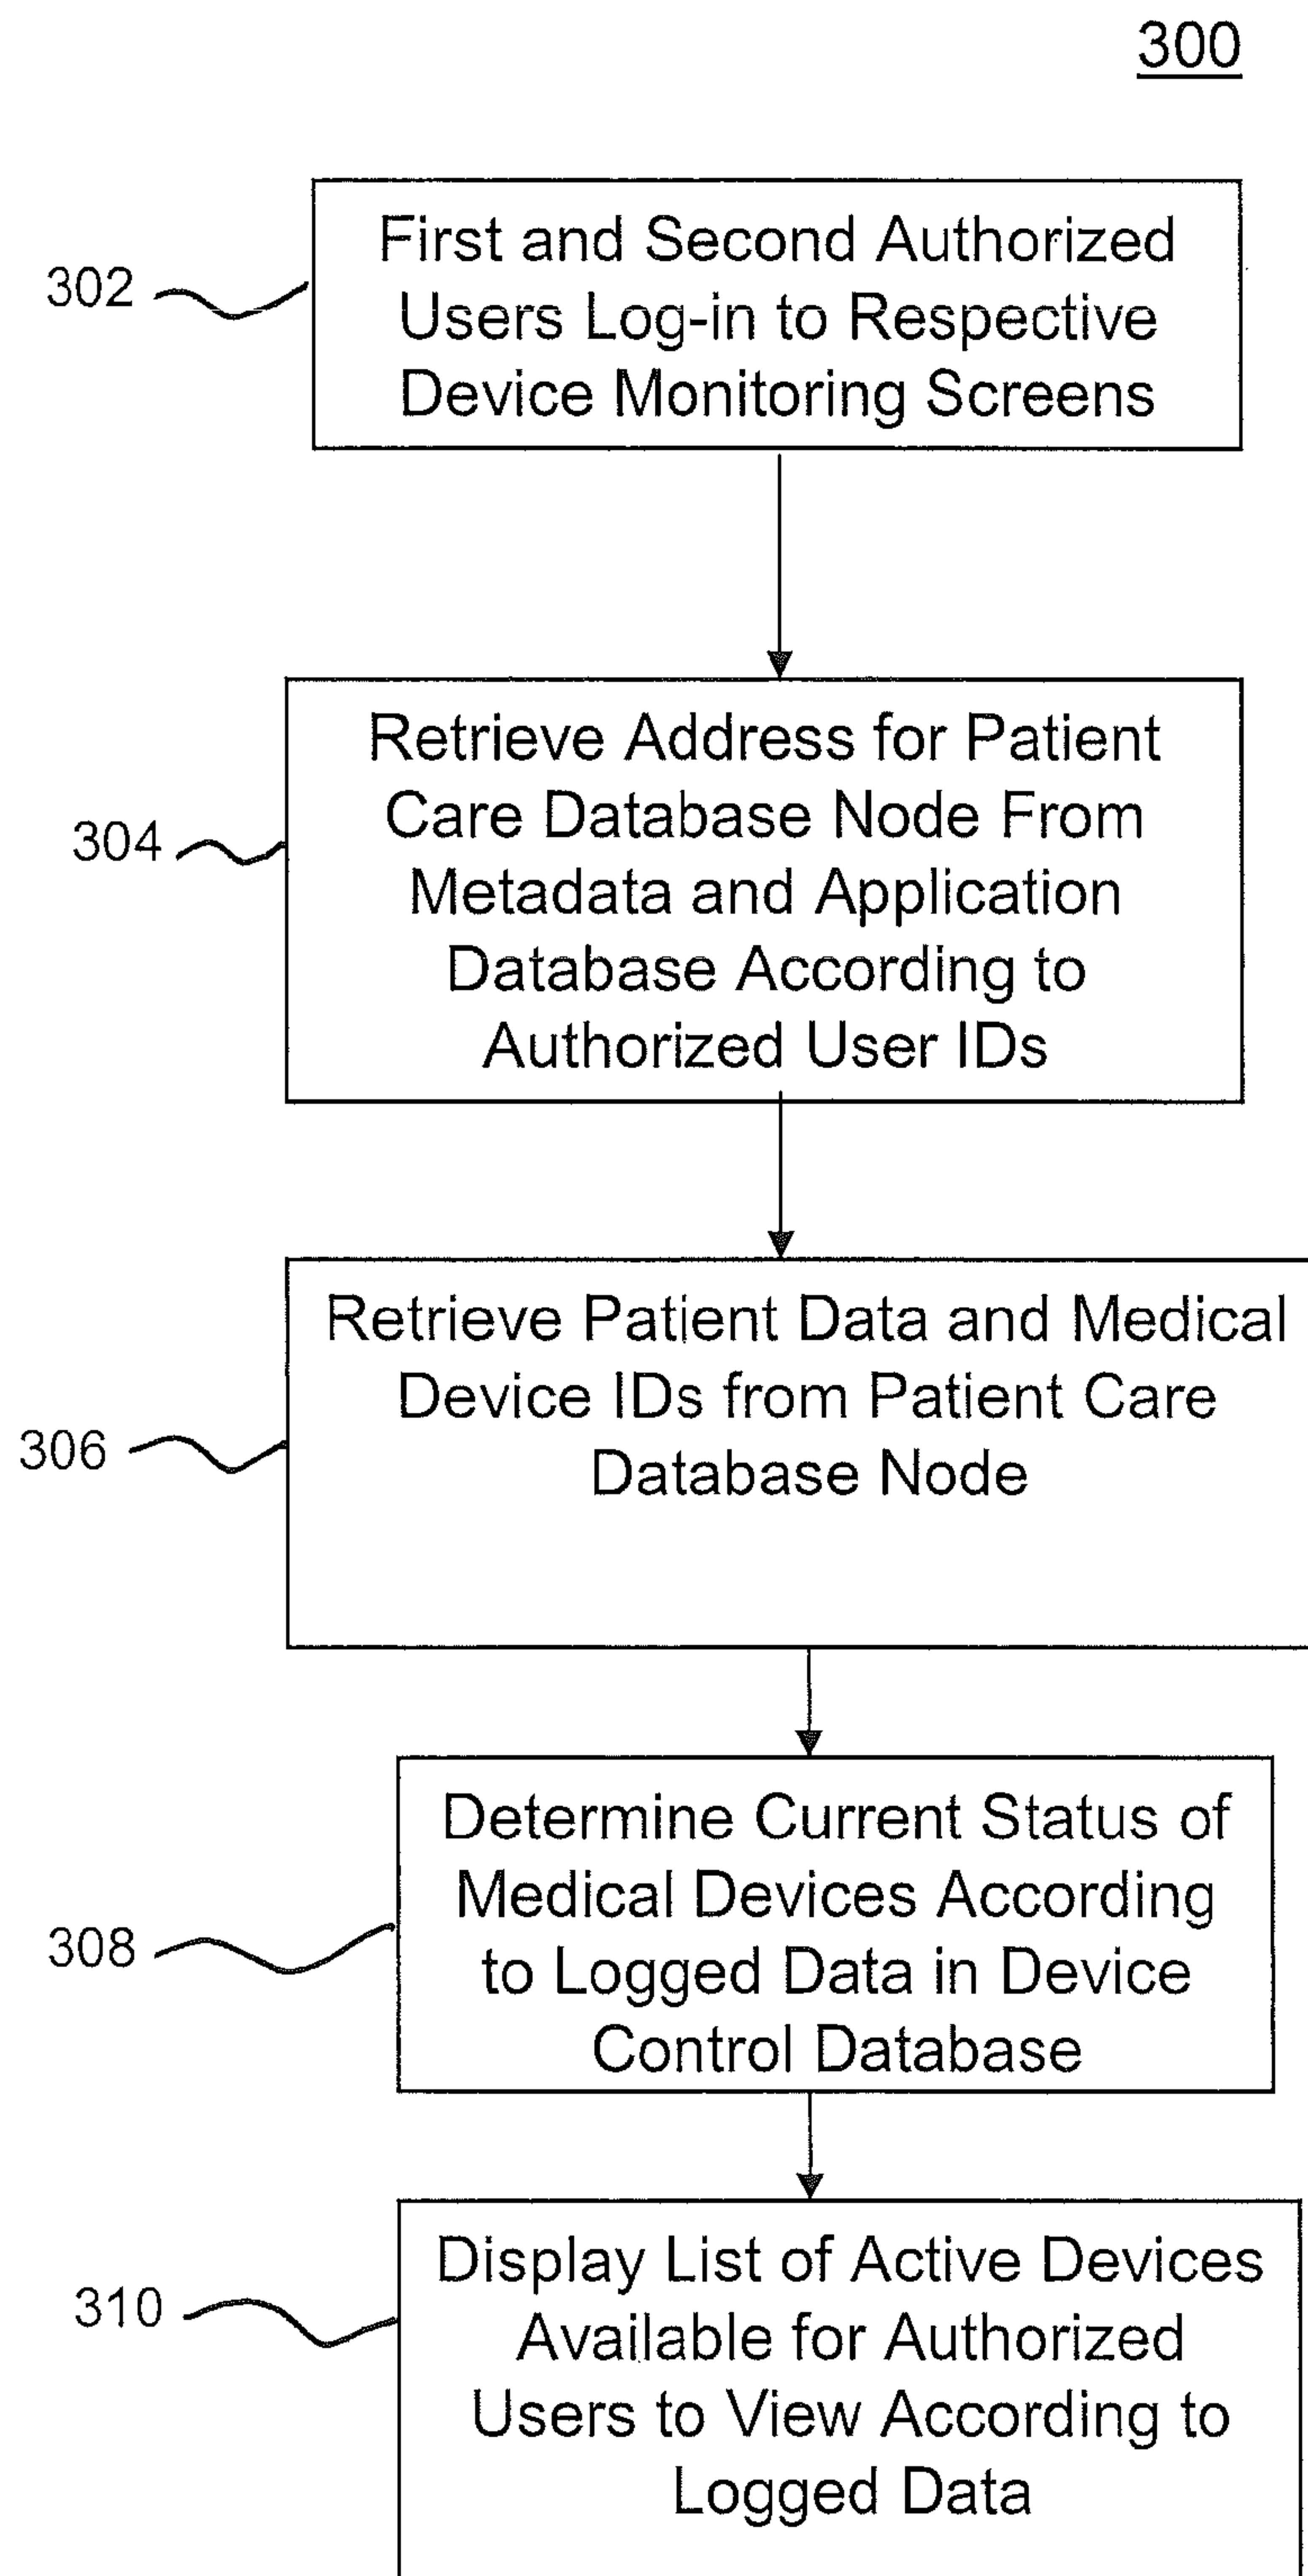 300
302
First and Second Authorized
Users Log-in to Respective
Device Monitoring Screens
304
Retrieve Address for Patient
Care Database Node From
Metadata and Application
Database According to
Authorized User IDs
306
Retrieve Patient Data and Medical
Device IDs from Patient Care
Database Node
308
Determine Current Status of
Medical Devices According
to Logged Data in Device
Control Database
310
Display List of Active Devices
Available for Authorized
Users to View According to
Logged Data